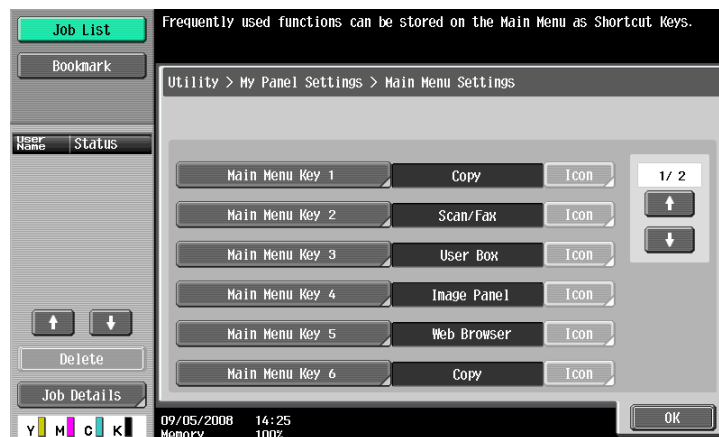 Job List
Bookmark
User Name Status
Delete
Job Details
Y M C K
Frequently used functions can be stored on the Main Menu as Shortcut Keys.
Utility > My Panel Settings > Main Menu Settings
Main Menu Key 1 Copy Icon
Main Menu Key 2 Scan/Fax Icon
Main Menu Key 3 User Box Icon
Main Menu Key 4 Image Panel Icon
Main Menu Key 5 Web Browser Icon
Main Menu Key 6 Copy Icon
1/ 2
09/05/2008 14:25
Memory 100%
OK